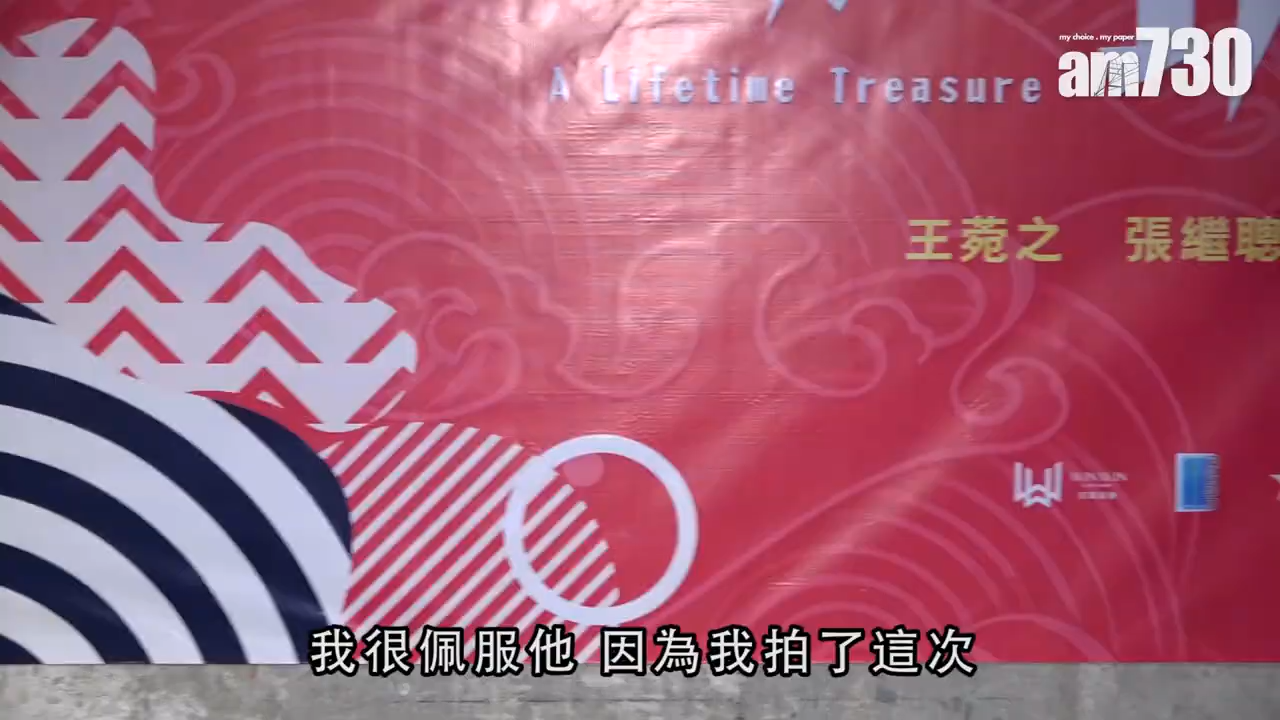 my choice . my paper
am730
A Lifetime Treasure
王菀之 張繼聰
我很佩服他 因為我拍了這次